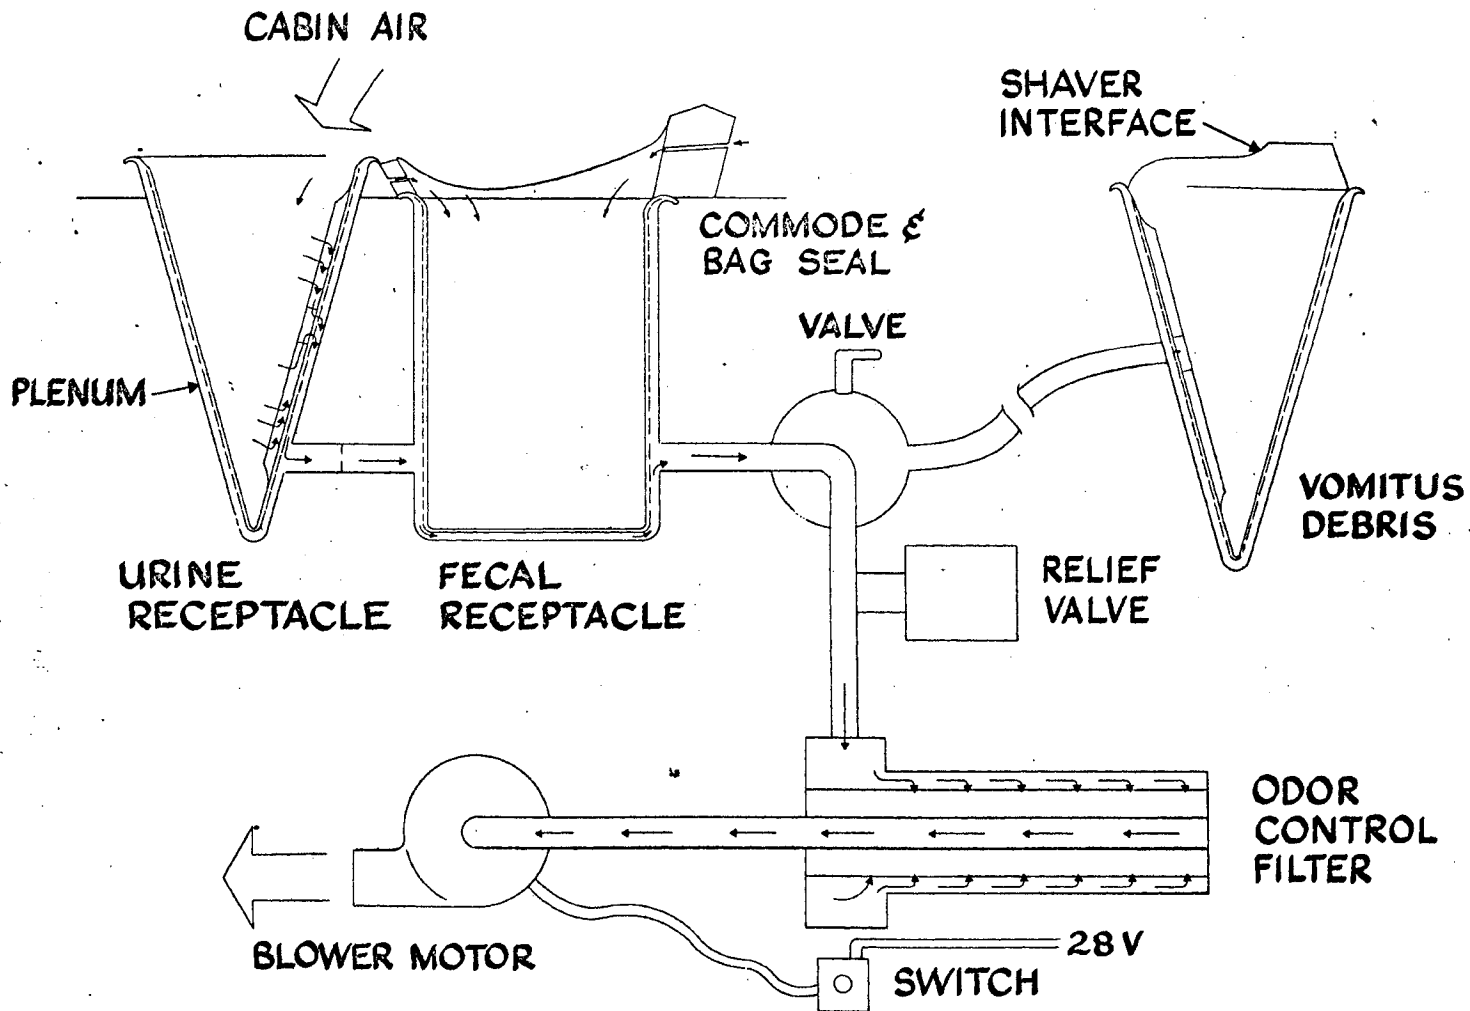 CABIN AIR
SHAVER
INTERFACE
COMMODE &
BAG SEAL
VALVE
PLENUM
VOMITUS
DEBRIS
URINE
RECEPTACLE
FECAL
RECEPTACLE
RELIEF
VALVE
ODOR
CONTROL
FILTER
BLOWER MOTOR
28 V
SWITCH